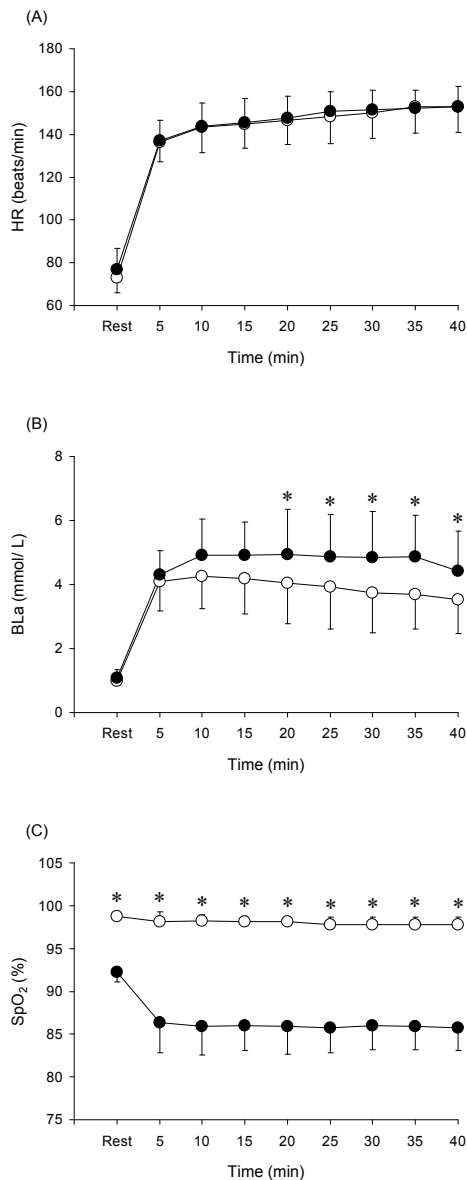 (A)
180
160
140
120
100
80
60
HR (beats/min)
Rest 5 10 15 20 25 30 35 40
Time (min)
(B)
8
6
4
2
0
BLa (mmol/ L)
* * * * *
Rest 5 10 15 20 25 30 35 40
Time (min)
(C)
105
100
95
90
85
80
75
SpO₂ (%)
* * * * * * * * *
Rest 5 10 15 20 25 30 35 40
Time (min)